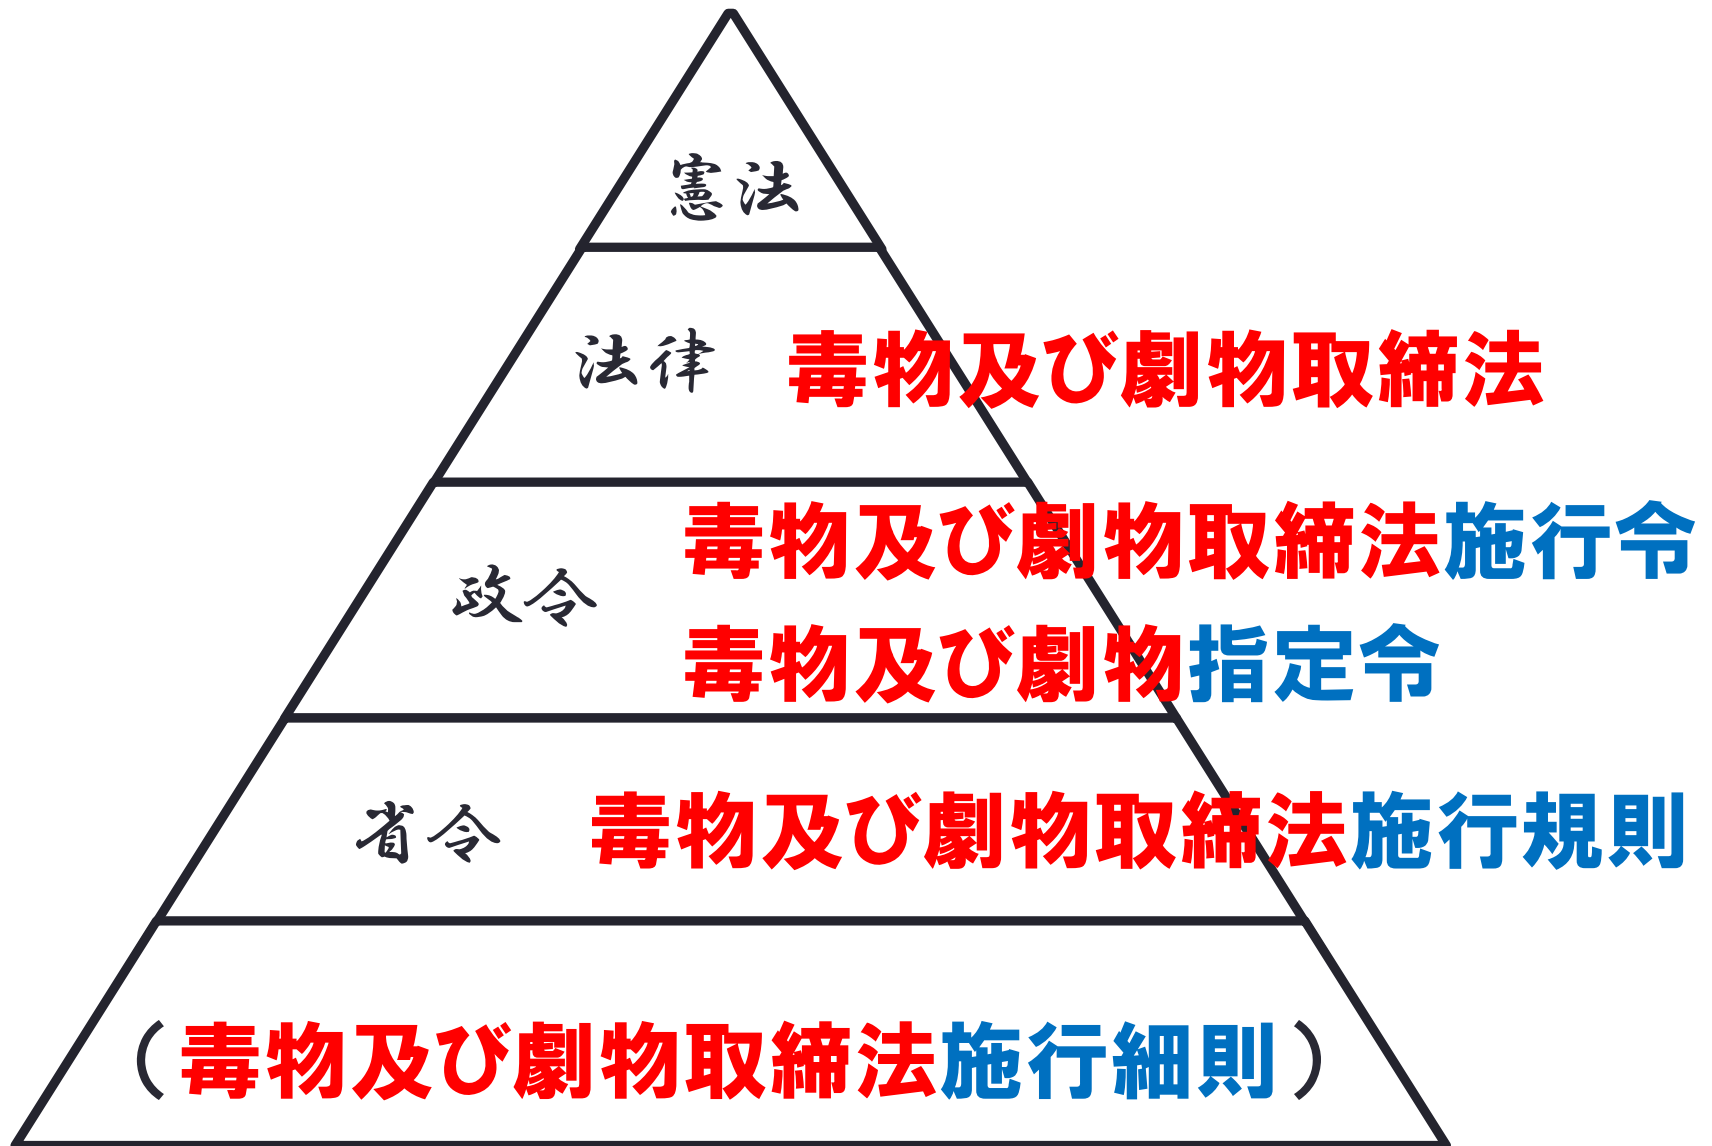 憲法
法律 毒物及び劇物取締法
毒物及び劇物取締法施行令
政令
毒物及び劇物指定令
省令 毒物及び劇物取締法施行規則
（毒物及び劇物取締法施行細則）